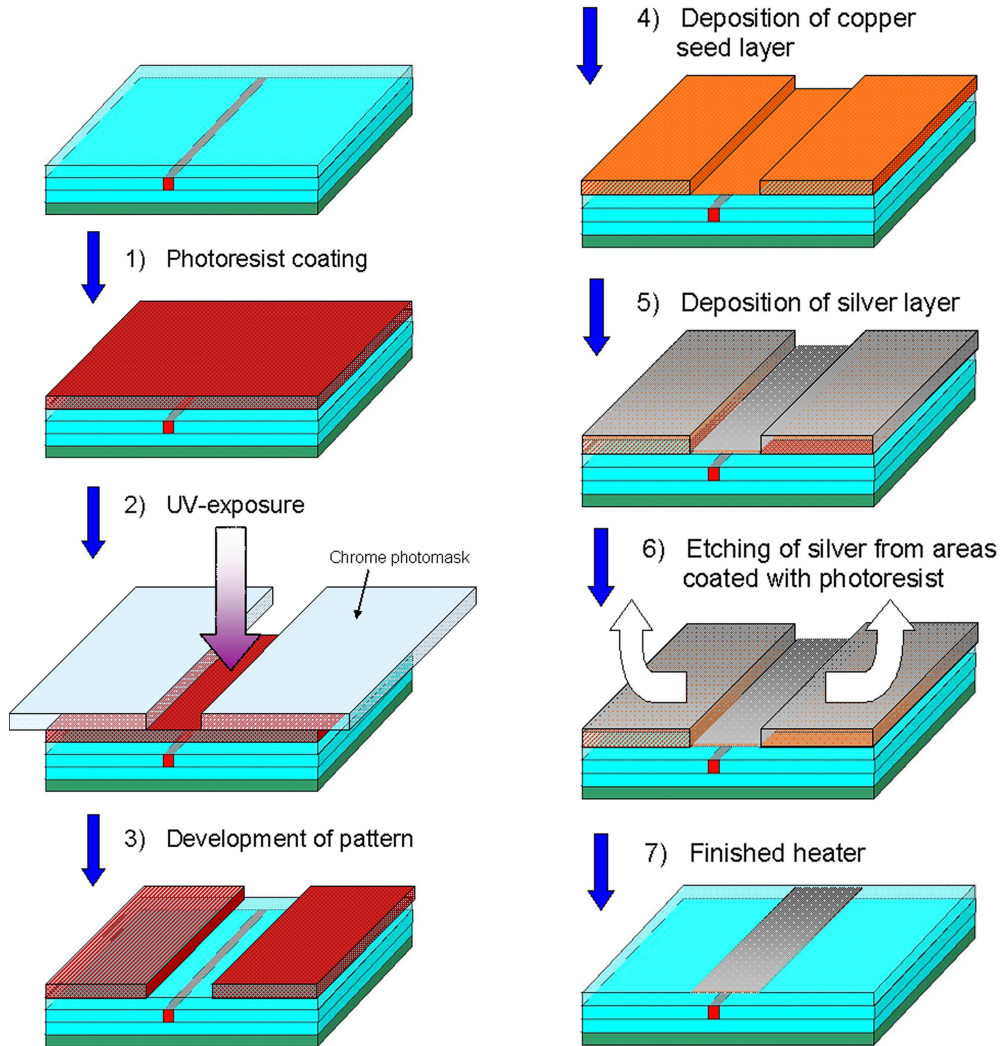 1) Photoresist coating
2) UV-exposure
Chrome photomask
3) Development of pattern
4) Deposition of copper
seed layer
5) Deposition of silver layer
6) Etching of silver from areas
coated with photoresist
7) Finished heater